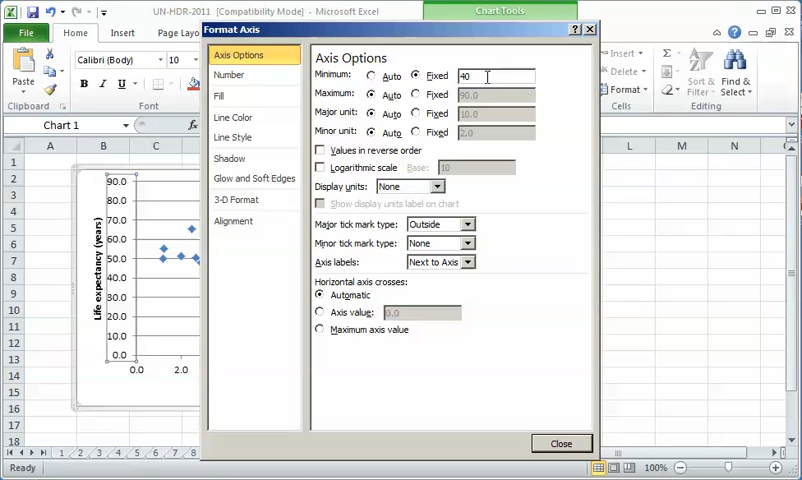 UN-HDR-2011 [Compatibility Mode] - Microsoft Excel
Chart Tools
File Home Insert Page Layo
Calibri (Body) 10
Paste
B I U
Insert
Delete
Format
Cells
Σ
Editing
Chart 1
Format Axis
Axis Options
Number
Fill
Line Color
Line Style
Shadow
Glow and Soft Edges
3-D Format
Alignment
Axis Options
Minimum: Auto Fixed 40
Maximum: Auto Fixed 90.0
Major unit: Auto Fixed 10.0
Minor unit: Auto Fixed 2.0
Values in reverse order
Logarithmic scale Base: 10
Display units: None
Show display units label on chart
Major tick mark type: Outside
Minor tick mark type: None
Axis labels: Next to Axis
Horizontal axis crosses:
Automatic
Axis value: 0.0
Maximum axis value
Close
A B C L M N
1
2
3
4
5
6
7
8
9
10
11
12
13
14
15
16
17
18
Life expectancy (years)
90.0
80.0
70.0
60.0
50.0
40.0
30.0
20.0
10.0
0.0
0.0 2.0
1 2 3 4 5 6 7 8
Ready
100%